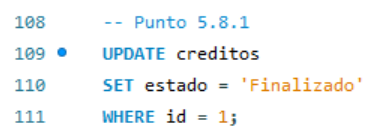 108 -- Punto 5.8.1
109 UPDATE creditos
110 SET estado = 'Finalizado'
111 WHERE id = 1;